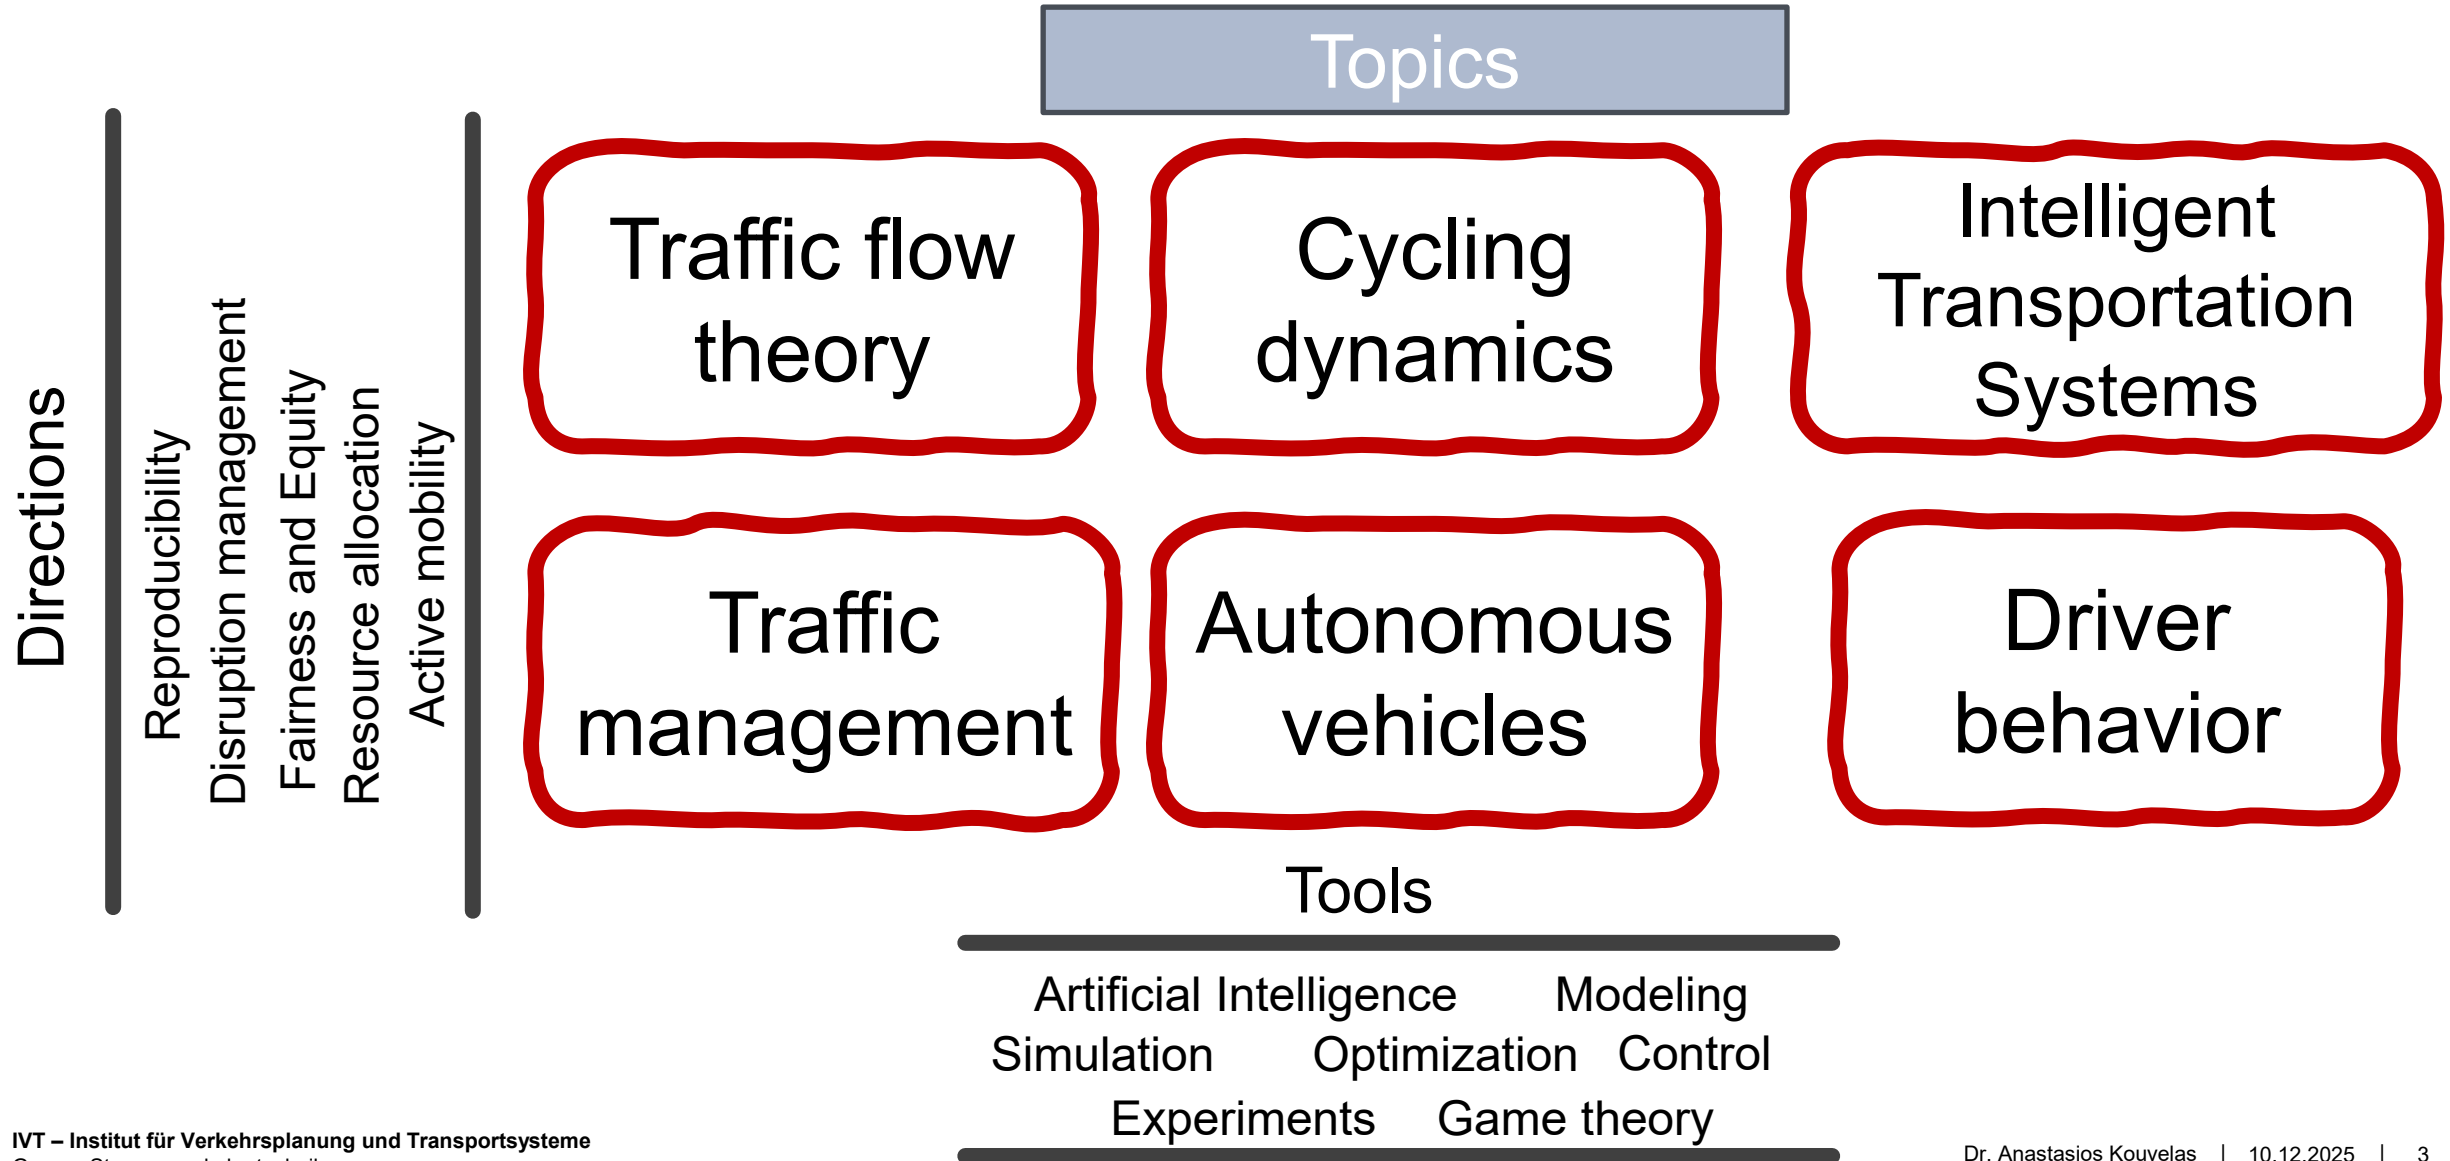 Topics
Directions
Reproducibility
Disruption management
Fairness and Equity
Resource allocation
Active mobility
Traffic flow
theory
Cycling
dynamics
Intelligent
Transportation
Systems
Traffic
management
Autonomous
vehicles
Driver
behavior
Tools
Artificial Intelligence Modeling
Simulation Optimization Control
Experiments Game theory
IVT – Institut für Verkehrsplanung und Transportsysteme
Dr. Anastasios Kouvelas | 10.12.2025 | 3